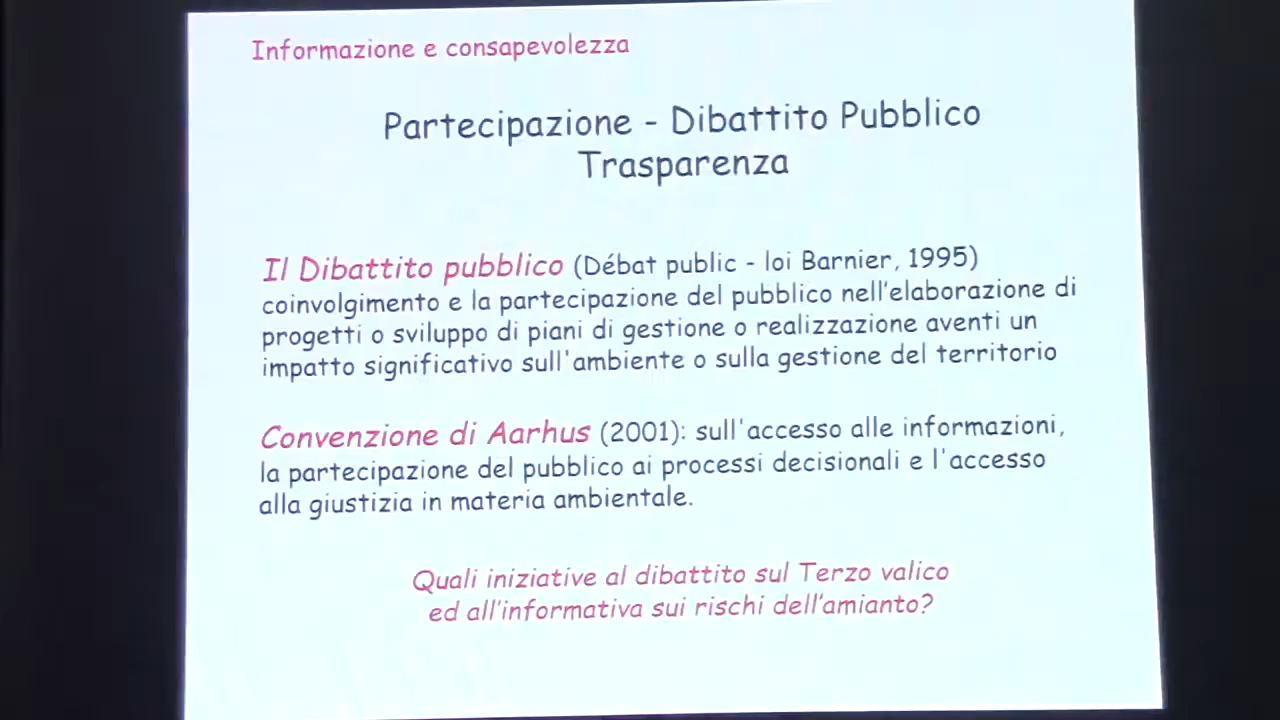 Informazione e consapevolezza
Partecipazione - Dibattito Pubblico
Trasparenza
Il Dibattito pubblico (Débat public - loi Barnier, 1995)
coinvolgimento e la partecipazione del pubblico nell'elaborazione di
progetti o sviluppo di piani di gestione o realizzazione aventi un
impatto significativo sull'ambiente o sulla gestione del territorio
Convenzione di Aarhus (2001): sull'accesso alle informazioni,
la partecipazione del pubblico ai processi decisionali e l'accesso
alla giustizia in materia ambientale.
Quali iniziative al dibattito sul Terzo valico
ed all'informativa sui rischi dell'amianto?